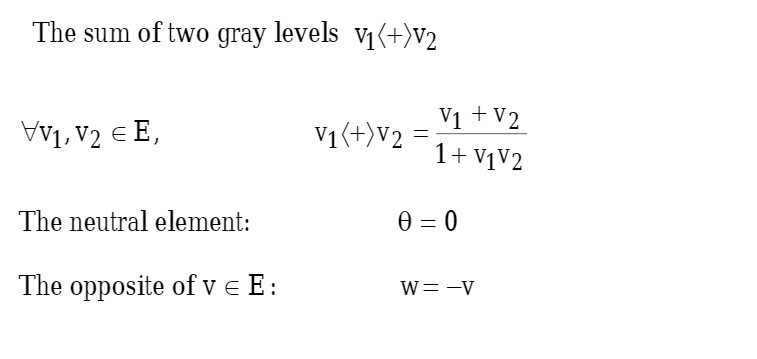 The sum of two gray levels v₁⟨+⟩v₂
∀v₁, v₂ ∈ E, v₁⟨+⟩v₂ = (v₁ + v₂) / (1 + v₁v₂)
The neutral element: θ = 0
The opposite of v ∈ E : w = −v